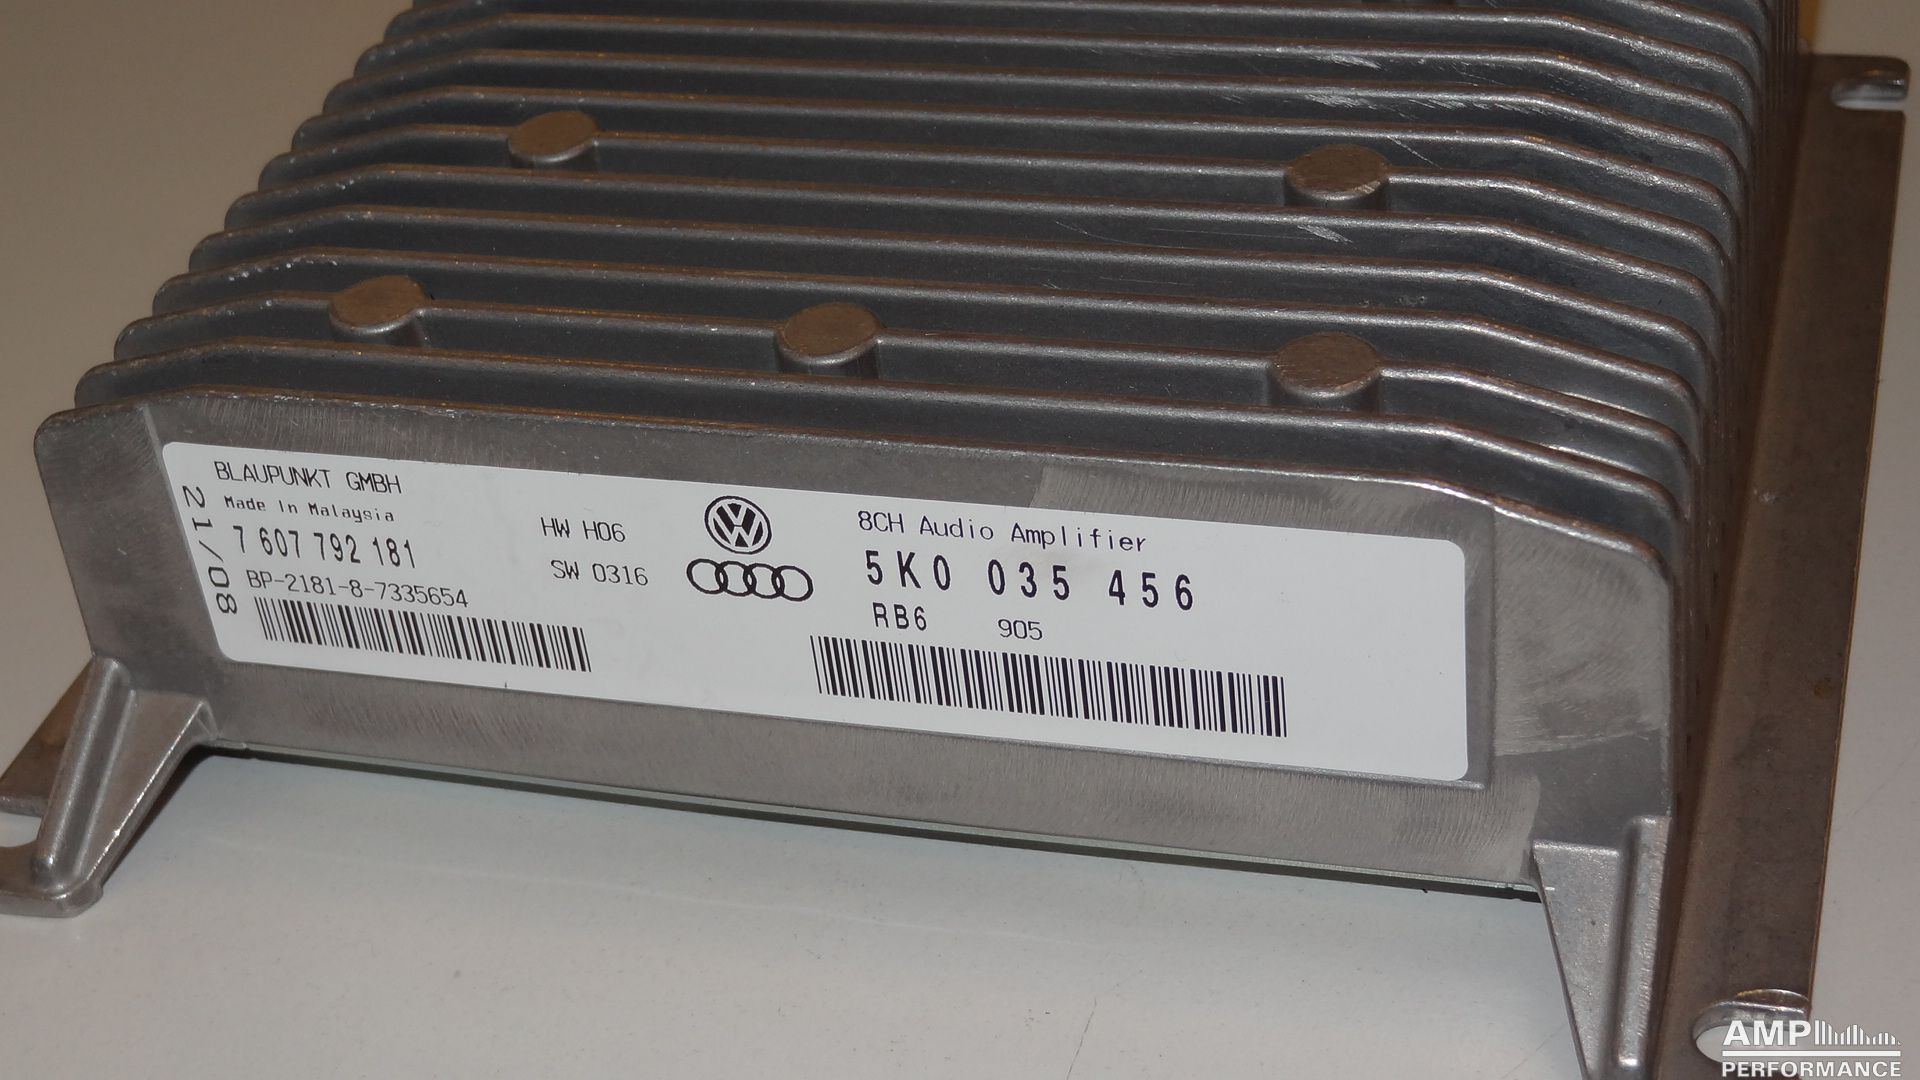 BLAUPUNKT GMBH
Made In Malaysia
7 607 792 181
BP-2181-8-7335654
21/08
HW H06
SW 0316
8CH Audio Amplifier
5K0 035 456
RB6 905
AMP
PERFORMANCE